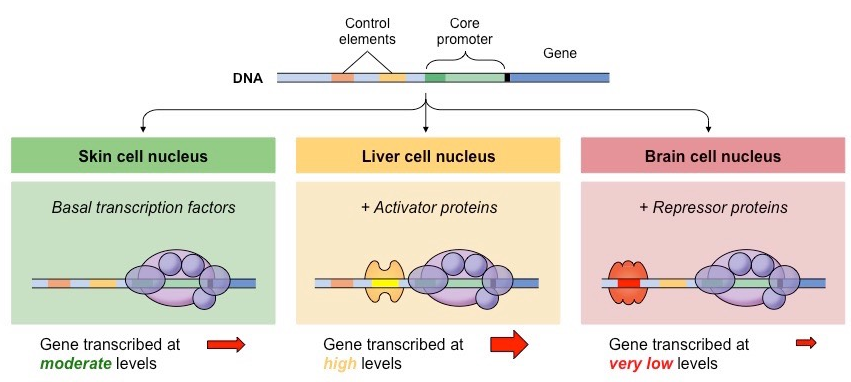 Control
elements
Core
promoter
Gene
DNA
Skin cell nucleus
Liver cell nucleus
Brain cell nucleus
Basal transcription factors
+ Activator proteins
+ Repressor proteins
Gene transcribed at
moderate levels
Gene transcribed at
high levels
Gene transcribed at
very low levels